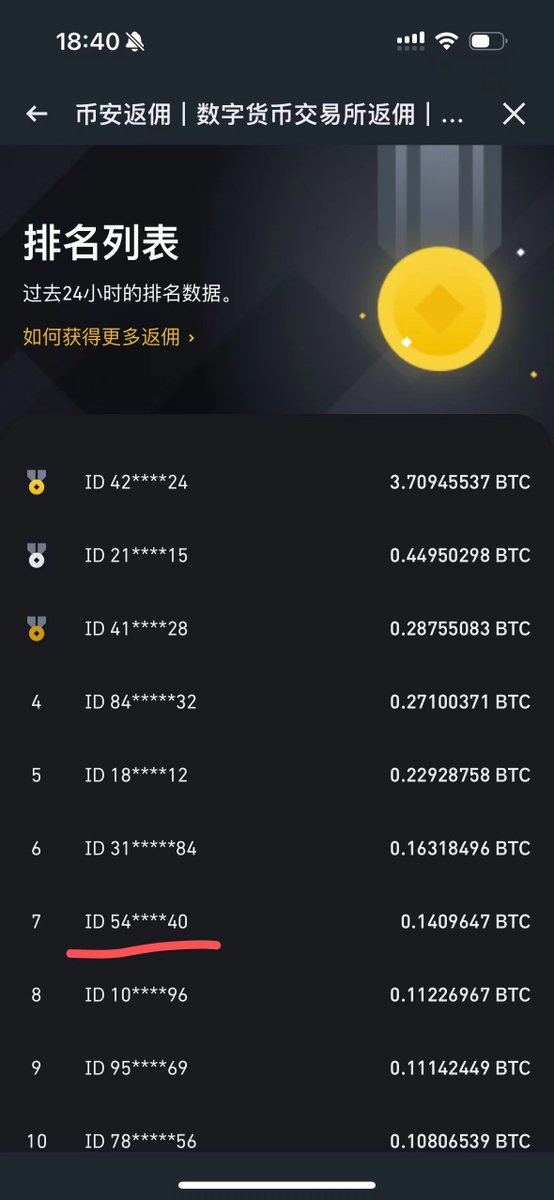 18:40
币安返佣｜数字货币交易所返佣｜...
排名列表
过去24小时的排名数据。
如何获得更多返佣 ›
ID 42****24 3.70945537 BTC
ID 21****15 0.44950298 BTC
ID 41****28 0.28755083 BTC
4 ID 84*****32 0.27100371 BTC
5 ID 18****12 0.22928758 BTC
6 ID 31*****84 0.16318496 BTC
7 ID 54****40 0.1409647 BTC
8 ID 10****96 0.11226967 BTC
9 ID 95****69 0.11142449 BTC
10 ID 78*****56 0.10806539 BTC